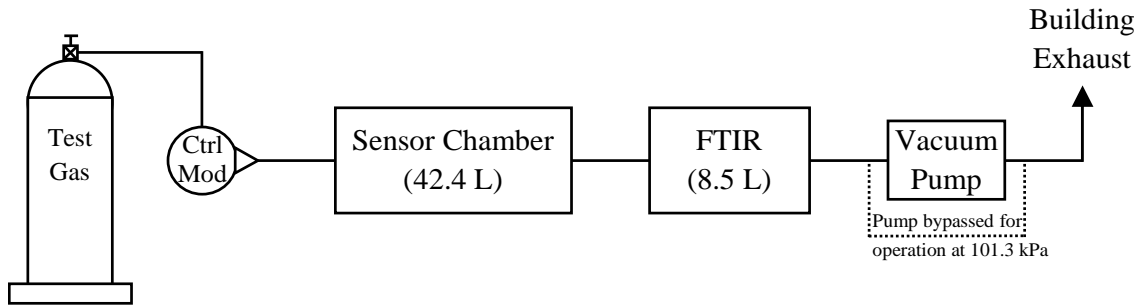 Building
Exhaust
Test
Gas
Ctrl
Mod
Sensor Chamber
(42.4 L)
FTIR
(8.5 L)
Vacuum
Pump
Pump bypassed for
operation at 101.3 kPa